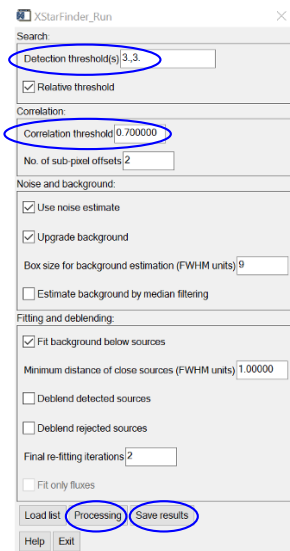 XStarFinder_Run
Search:
Detection threshold(s) 3.,3.
Relative threshold
Correlation:
Correlation threshold 0.700000
No. of sub-pixel offsets 2
Noise and background:
Use noise estimate
Upgrade background
Box size for background estimation (FWHM units) 9
Estimate background by median filtering
Fitting and deblending:
Fit background below sources
Minimum distance of close sources (FWHM units) 1.00000
Deblend detected sources
Deblend rejected sources
Final re-fitting iterations 2
Fit only fluxes
Load list Processing Save results
Help Exit